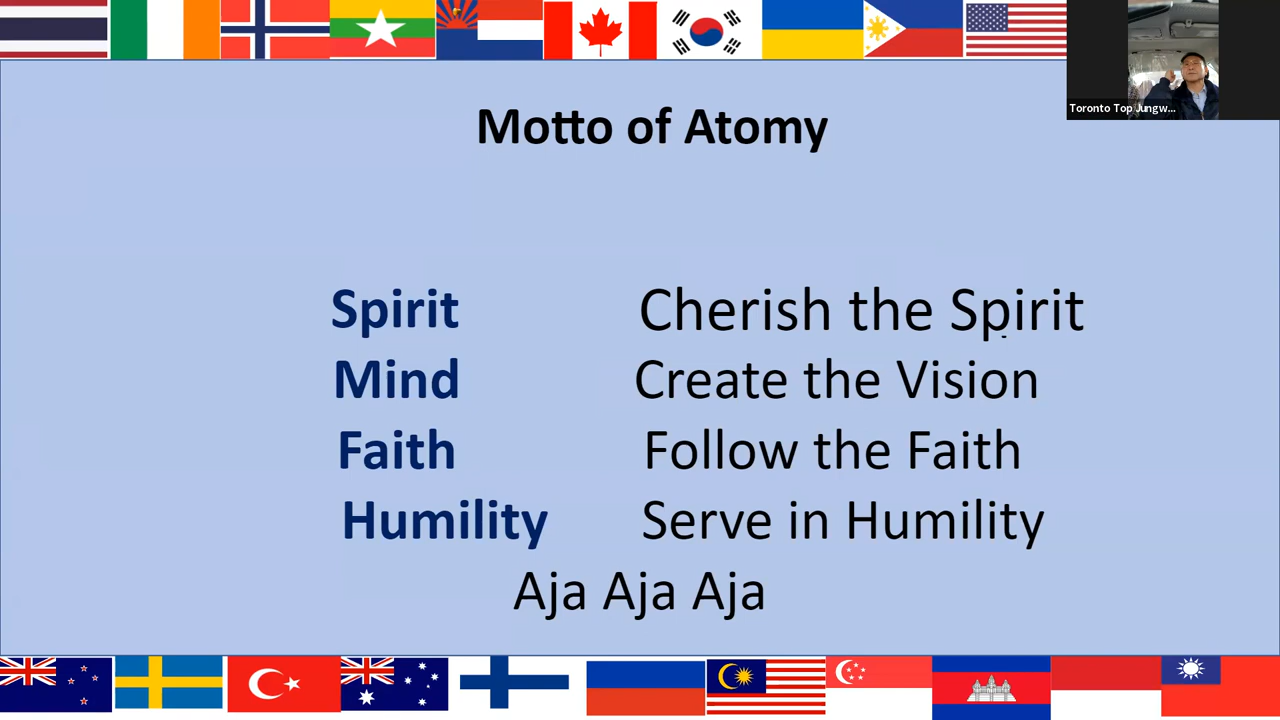 Toronto Top Jungw...
Motto of Atomy
Spirit Cherish the Spirit
Mind Create the Vision
Faith Follow the Faith
Humility Serve in Humility
Aja Aja Aja